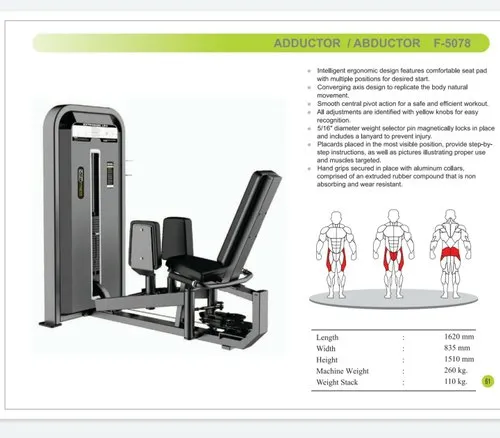 ADDUCTOR / ABDUCTOR F-5078
Intelligent ergonomic design features comfortable seat pad
with multiple positions for desired start.
Converging axis design to replicate the body natural
movement.
Smooth central pivot action for a safe and efficient workout.
All adjustments are identified with yellow knobs for easy
recognition.
5/16" diameter weight selector pin magnetically locks in place
and includes a lanyard to prevent injury.
Placards placed in the most visible position, provide step-by-
step instructions, as well as pictures illustrating proper use
and muscles targeted.
Hand grips secured in place with aluminum collars,
comprised of an extruded rubber compound that is non
absorbing and wear resistant.
Length : 1620 mm
Width : 835 mm
Height : 1510 mm
Machine Weight : 260 kg.
Weight Stack : 110 kg.
61